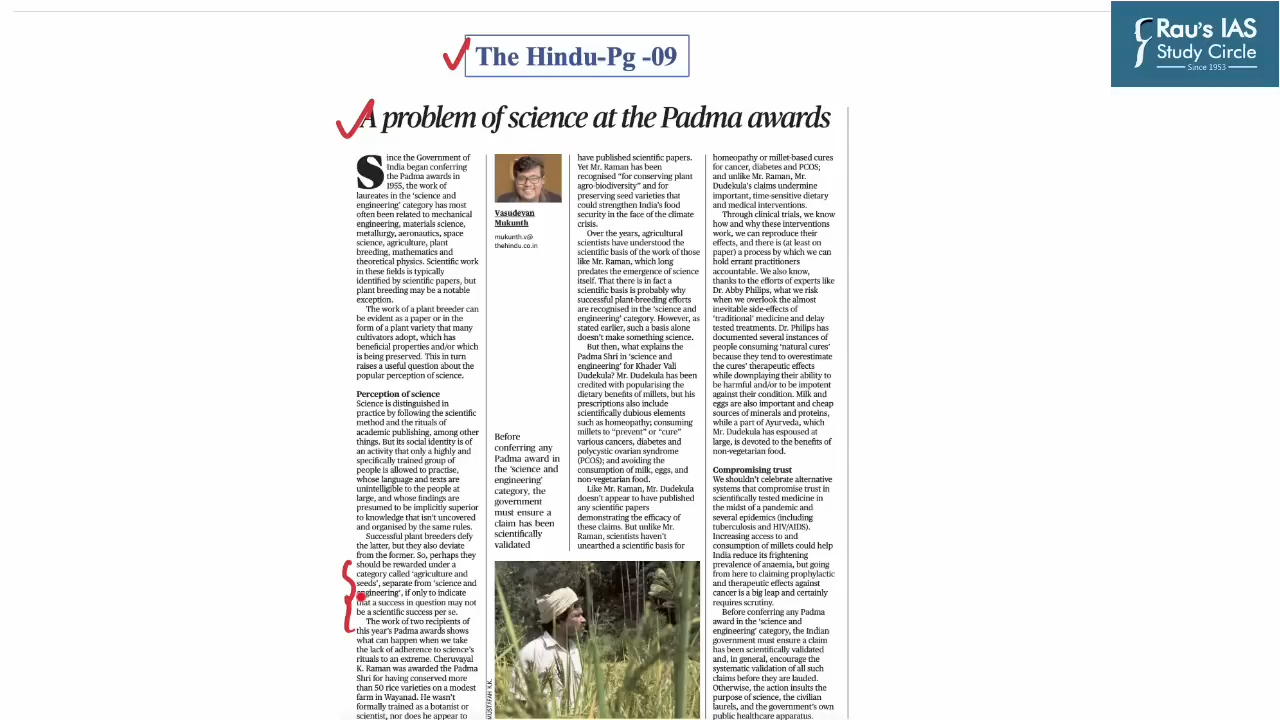 Rau's IAS
Study Circle
Since 1953
The Hindu-Pg -09
A problem of science at the Padma awards
Since the Government of
India began conferring
the Padma awards in
1955, the work of
laureates in the 'science and
engineering' category has most
often been related to mechanical
engineering, materials science,
metallurgy, aeronautics, space
science, agriculture, plant
breeding, mathematics and
theoretical physics. Scientific work
in these fields is typically
identified by scientific papers, but
plant breeding may be a notable
exception.
The work of a plant breeder can
be evident as a paper or in the
form of a plant variety that many
cultivators adopt, which has
beneficial properties and/or which
is being preserved. This in turn
raises a useful question about the
popular perception of science.
Perception of science
Science is distinguished in
practice by following the scientific
method and the rituals of
academic publishing, among other
things. But its social identity is of
an activity that only a highly and
specifically trained group of
people is allowed to practise,
whose language and texts are
unintelligible to the people at
large, and whose findings are
presumed to be implicitly superior
to knowledge that isn't uncovered
and organised by the same rules.
Successful plant breeders defy
the latter, but they also deviate
from the former. So, perhaps they
should be rewarded under a
category called 'agriculture and
seeds', separate from 'science and
engineering', if only to indicate
that a success in question may not
be a scientific success per se.
The work of two recipients of
this year's Padma awards shows
what can happen when we take
the lack of adherence to science's
rituals to an extreme. Cheruvayal
K. Raman was awarded the Padma
Shri for having conserved more
than 50 rice varieties on a modest
farm in Wayanad. He wasn't
formally trained as a botanist or
scientist, nor does he appear to
Vasudevan
Mukunth
mukunth.v@
thehindu.co.in
Before
conferring any
Padma award in
the 'science and
engineering'
category, the
government
must ensure a
claim has been
scientifically
validated
have published scientific papers.
Yet Mr. Raman has been
recognised "for conserving plant
agro-biodiversity" and for
preserving seed varieties that
could strengthen India's food
security in the face of the climate
crisis.
Over the years, agricultural
scientists have understood the
scientific basis of the work of those
like Mr. Raman, which long
predates the emergence of science
itself. That there is in fact a
scientific basis is probably why
successful plant-breeding efforts
are recognised in the 'science and
engineering' category. However, as
stated earlier, such a basis alone
doesn't make something science.
But then, what explains the
Padma Shri in 'science and
engineering' for Khader Vali
Dudekula? Mr. Dudekula has been
credited with popularising the
dietary benefits of millets, but his
prescriptions also include
scientifically dubious elements
such as homeopathy; consuming
millets to "prevent" or "cure"
various cancers, diabetes and
polycystic ovarian syndrome
(PCOS); and avoiding the
consumption of milk, eggs, and
non-vegetarian food.
Like Mr. Raman, Mr. Dudekula
doesn't appear to have published
any scientific papers
demonstrating the efficacy of
these claims. But unlike Mr.
Raman, scientists haven't
unearthed a scientific basis for
MUSTAFAH K.K.
homeopathy or millet-based cures
for cancer, diabetes and PCOS;
and unlike Mr. Raman, Mr.
Dudekula's claims undermine
important, time-sensitive dietary
and medical interventions.
Through clinical trials, we know
how and why these interventions
work, we can reproduce their
effects, and there is (at least on
paper) a process by which we can
hold errant practitioners
accountable. We also know,
thanks to the efforts of experts like
Dr. Abby Philips, what we risk
when we overlook the almost
inevitable side-effects of
'traditional' medicine and delay
tested treatments. Dr. Philips has
documented several instances of
people consuming 'natural cures'
because they tend to overestimate
the cures' therapeutic effects
while downplaying their ability to
be harmful and/or to be impotent
against their condition. Milk and
eggs are also important and cheap
sources of minerals and proteins,
while a part of Ayurveda, which
Mr. Dudekula has espoused at
large, is devoted to the benefits of
non-vegetarian food.
Compromising trust
We shouldn't celebrate alternative
systems that compromise trust in
scientifically tested medicine in
the midst of a pandemic and
several epidemics (including
tuberculosis and HIV/AIDS).
Increasing access to and
consumption of millets could help
India reduce its frightening
prevalence of anaemia, but going
from here to claiming prophylactic
and therapeutic effects against
cancer is a big leap and certainly
requires scrutiny.
Before conferring any Padma
award in the 'science and
engineering' category, the Indian
government must ensure a claim
has been scientifically validated
and, in general, encourage the
systematic validation of all such
claims before they are lauded.
Otherwise, the action insults the
purpose of science, the civilian
laurels, and the government's own
public healthcare apparatus.